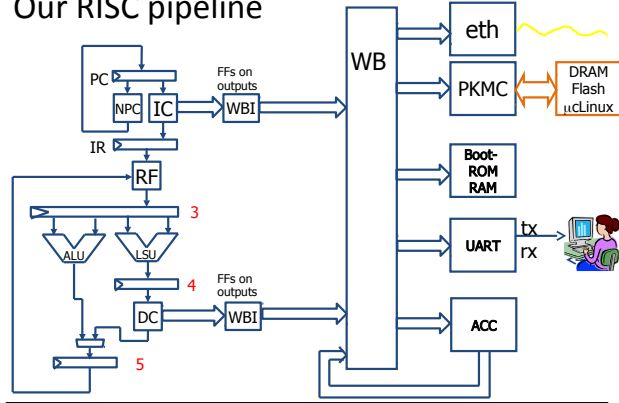 Our RISC pipeline
PC
NPC
IC
FFs on
outputs
WBI
IR
RF
3
ALU
LSU
4
FFs on
outputs
DC
WBI
5
WB
eth
PKMC
DRAM
Flash
µcLinux
Boot-
ROM
RAM
UART
tx
rx
ACC